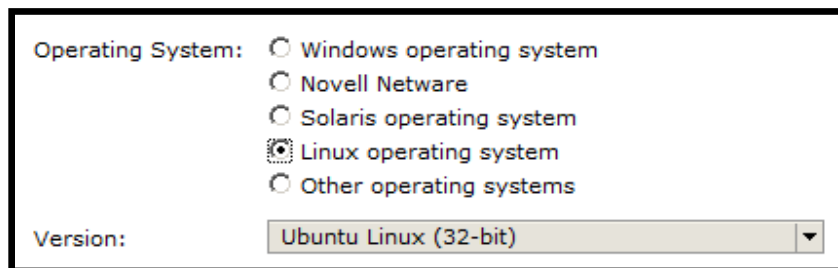 Operating System: Windows operating system
Novell Netware
Solaris operating system
Linux operating system
Other operating systems
Version: Ubuntu Linux (32-bit)